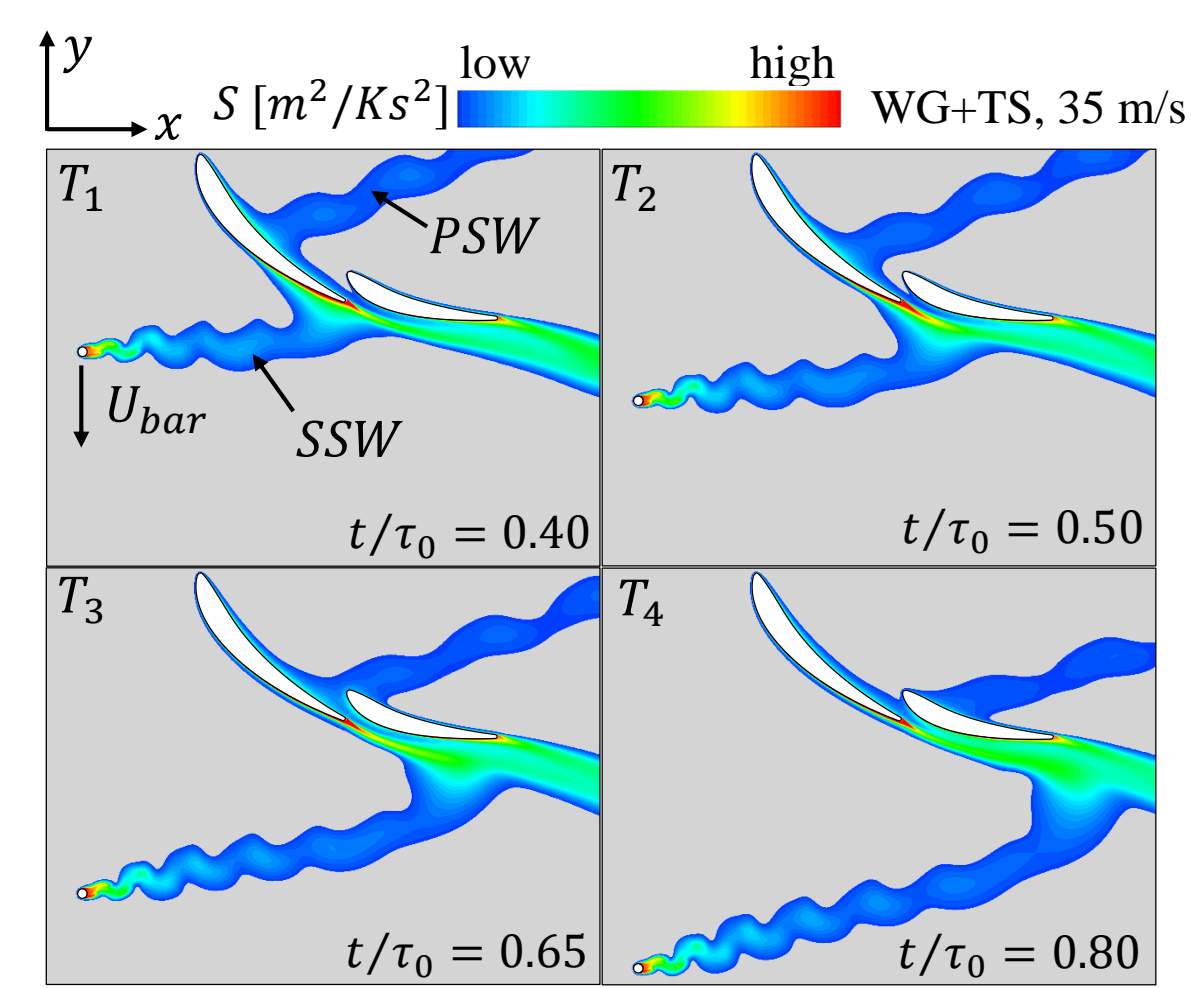 y
x
low high
S [m²/Ks²]
WG+TS, 35 m/s
T₁
PSW
U_bar
SSW
t/τ₀ = 0.40
T₂
t/τ₀ = 0.50
T₃
t/τ₀ = 0.65
T₄
t/τ₀ = 0.80